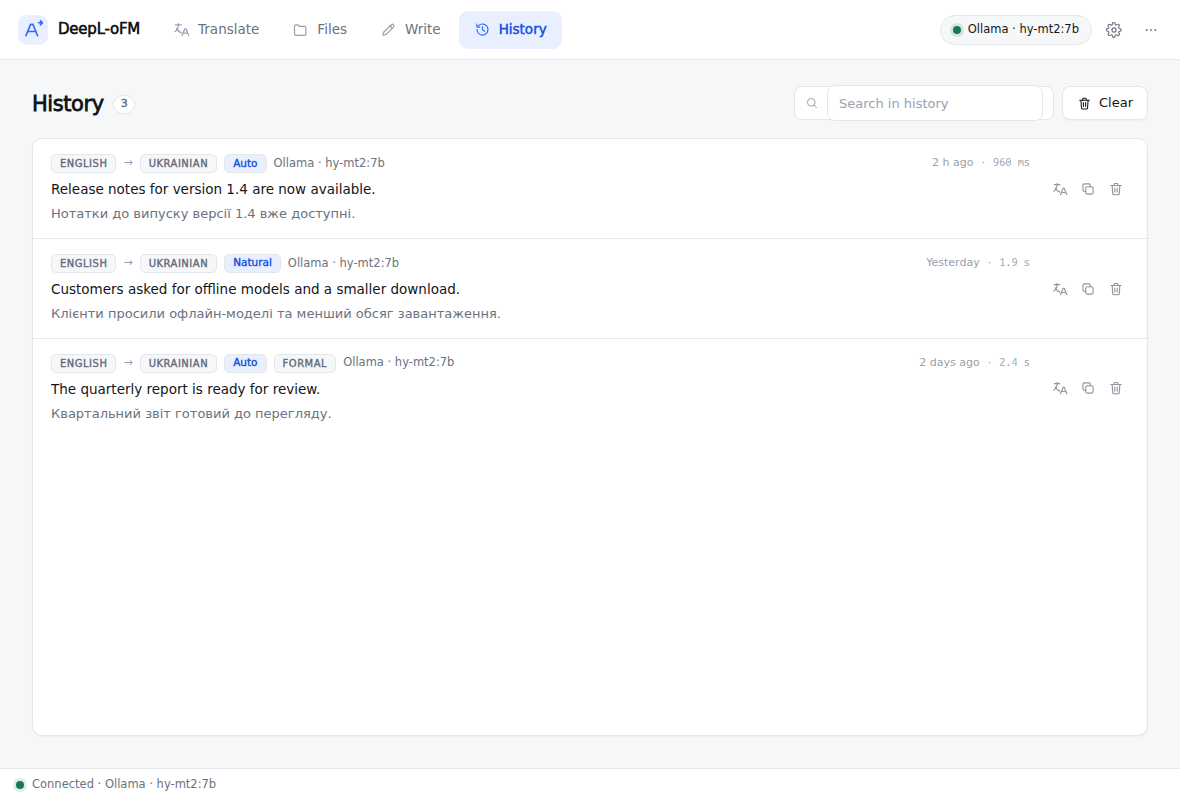 DeepL-oFM
Translate
Files
Write
History
Ollama · hy-mt2:7b
History 3
Search in history
Clear
ENGLISH → UKRAINIAN Auto Ollama · hy-mt2:7b 2 h ago · 960 ms
Release notes for version 1.4 are now available.
Нотатки до випуску версії 1.4 вже доступні.
ENGLISH → UKRAINIAN Natural Ollama · hy-mt2:7b Yesterday · 1.9 s
Customers asked for offline models and a smaller download.
Клієнти просили офлайн-моделі та менший обсяг завантаження.
ENGLISH → UKRAINIAN Auto FORMAL Ollama · hy-mt2:7b 2 days ago · 2.4 s
The quarterly report is ready for review.
Квартальний звіт готовий до перегляду.
Connected · Ollama · hy-mt2:7b